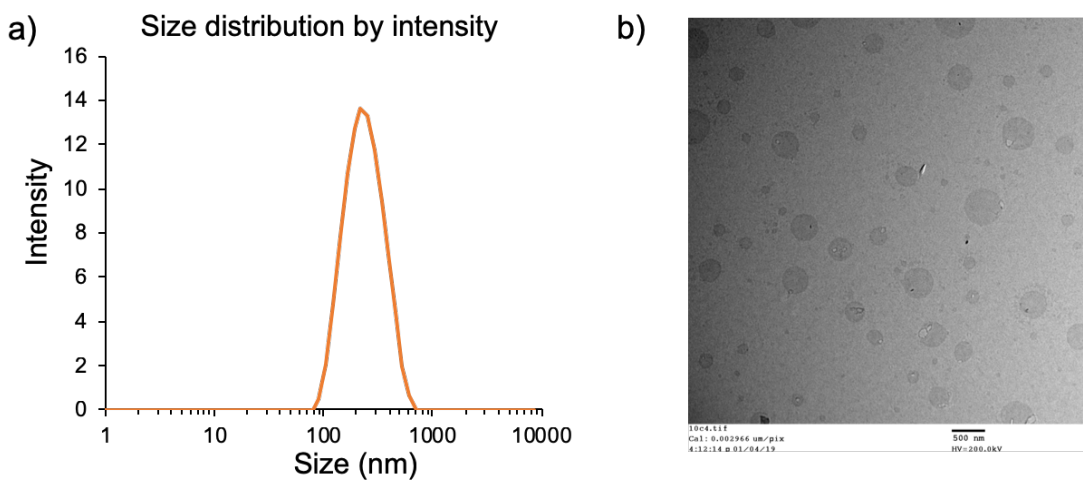 a)
Size distribution by intensity
16
14
12
10
8
6
4
2
0
Intensity
1
10
100
1000
10000
Size (nm)
b)
10c4.tif
Cal: 0.002966 um/pix
4:12:14 p 01/04/19
500 nm
HV=200.0kV